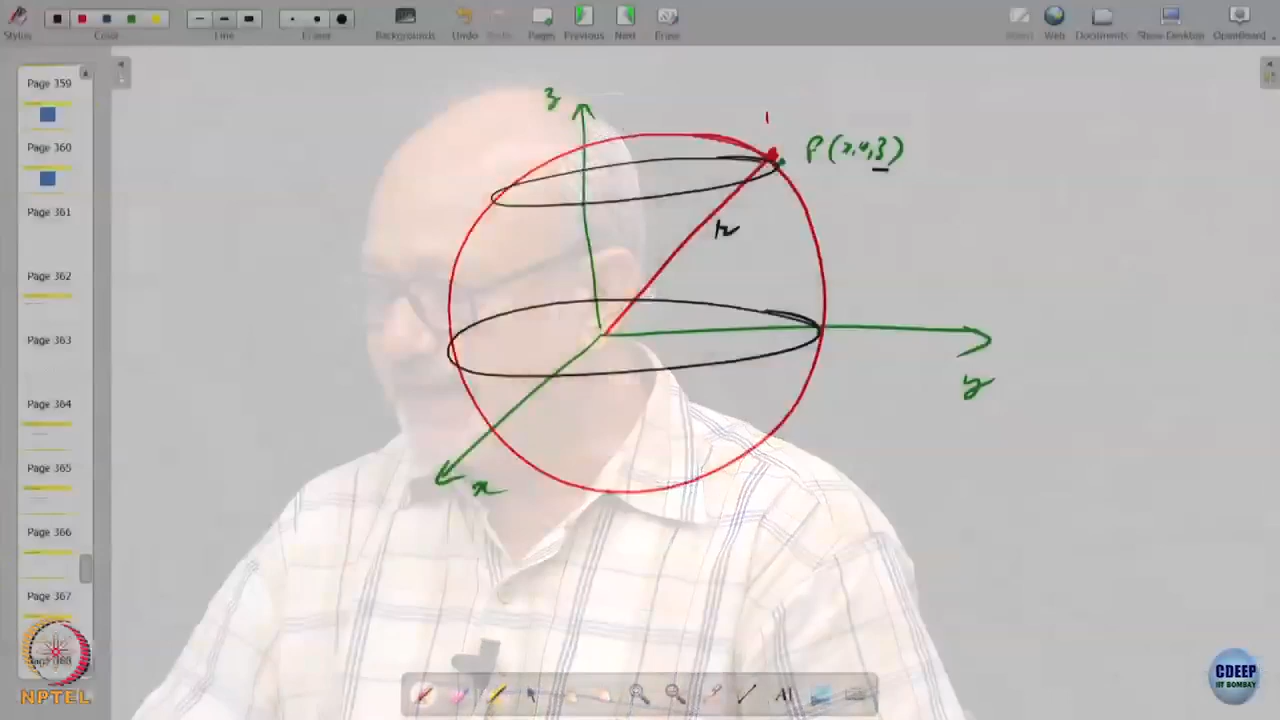 Stylus
Color
Line
Eraser
Backgrounds
Undo
Pages
Previous
Next
Erase
Web
Documents
Show Desktop
OpenBoard
Page 359
Page 360
Page 361
Page 362
Page 363
Page 364
Page 365
Page 366
Page 367
z
P(x,y,z)
r
y
x
NPTEL
CDEEP
IIT BOMBAY